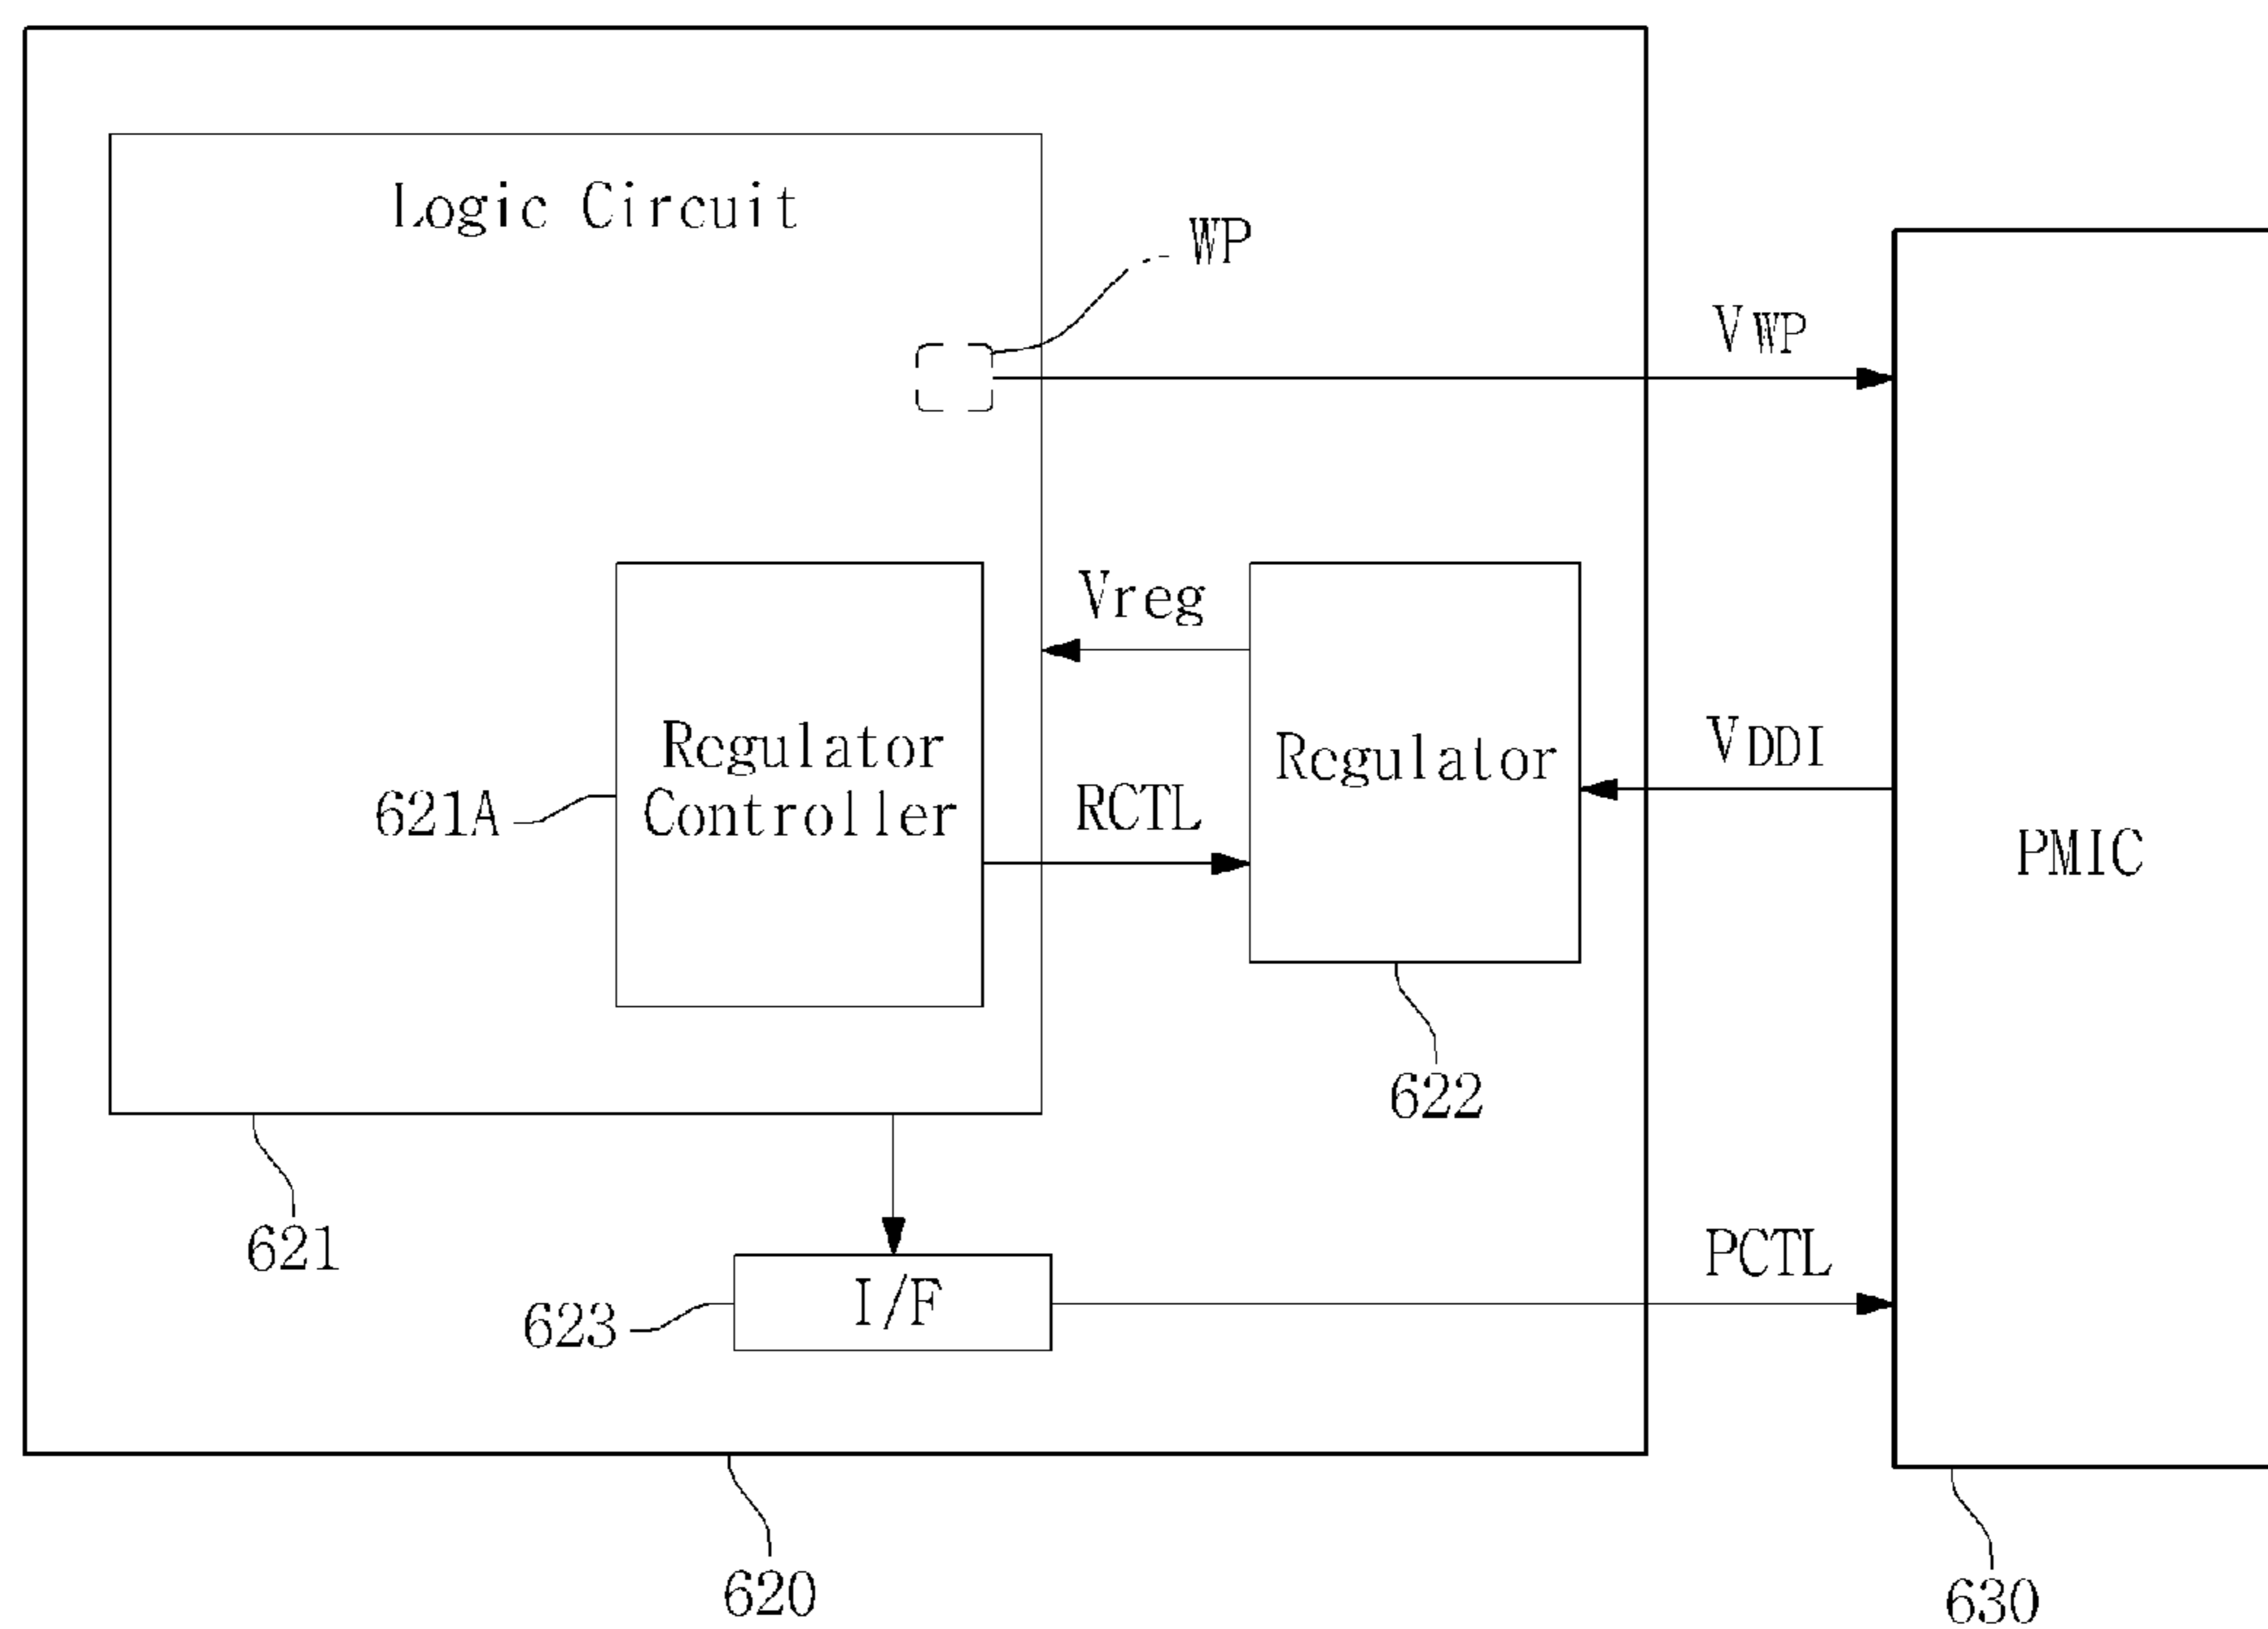 Logic Circuit
WP
VWP
Vreg
Regulator
Controller
621A
RCTL
Regulator
VDDI
PMIC
622
621
I/F
623
PCTL
620
630